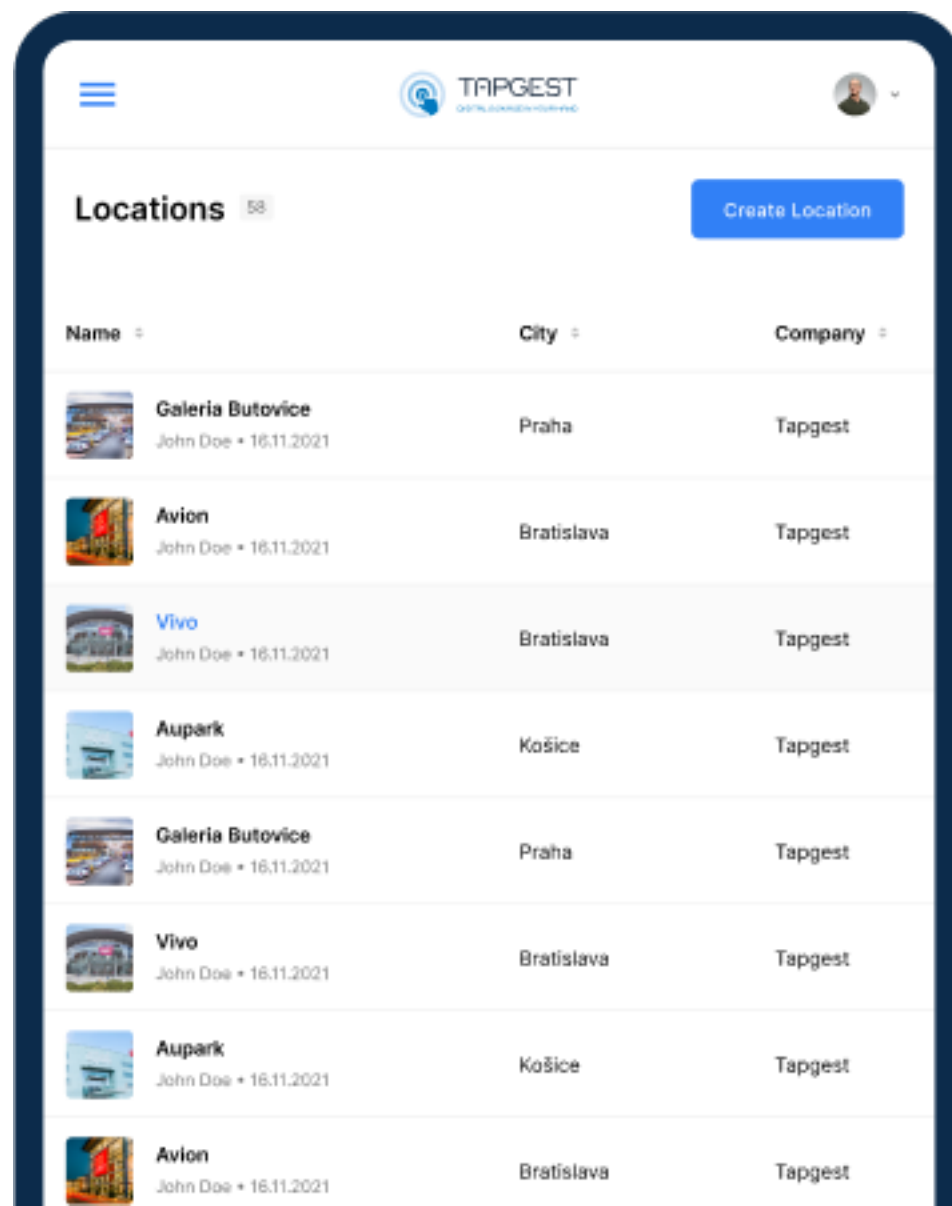 TAPGEST
Locations 58
Create Location
Name City Company
Galeria Butovice
John Doe • 16.11.2021
Praha Tapgest
Avion
John Doe • 16.11.2021
Bratislava Tapgest
Vivo
John Doe • 16.11.2021
Bratislava Tapgest
Aupark
John Doe • 16.11.2021
Košice Tapgest
Galeria Butovice
John Doe • 16.11.2021
Praha Tapgest
Vivo
John Doe • 16.11.2021
Bratislava Tapgest
Aupark
John Doe • 16.11.2021
Košice Tapgest
Avion
John Doe • 16.11.2021
Bratislava Tapgest